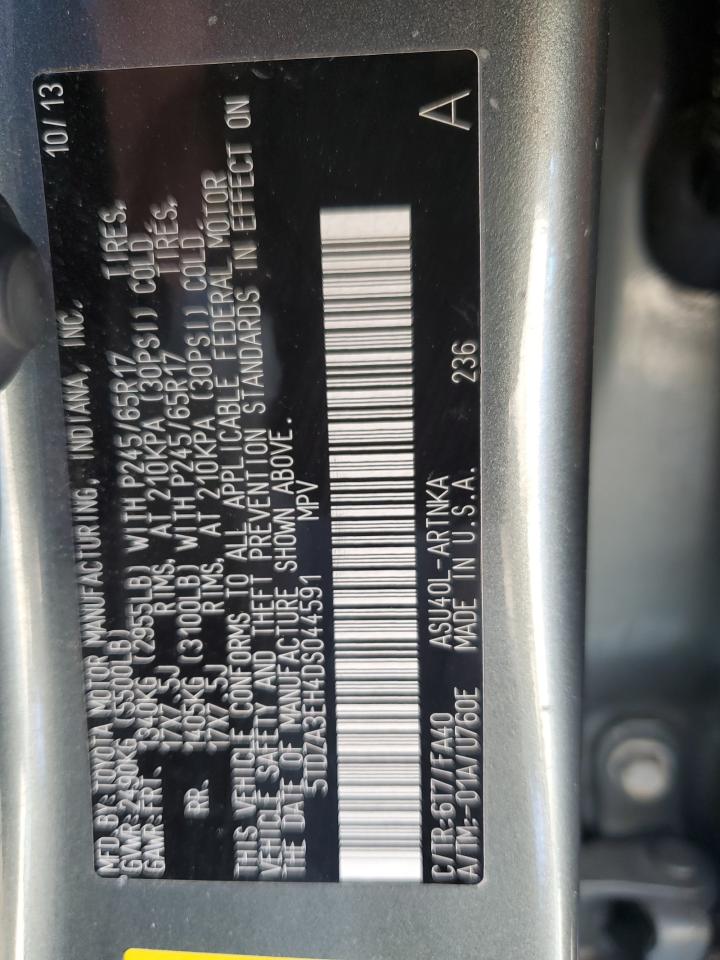 MFD BY: TOYOTA MOTOR MANUFACTURING, INDIANA, INC. 10/13
GVWR: 2490KG (5500LB)
GAWR: FRT. 1340KG (2955LB) WITH P245/65R17 TIRES,
17X7.5J RIMS, AT 210KPA (30PSI) COLD.
RR. 1405KG (3100LB) WITH P245/65R17 TIRES,
17X7.5J RIMS, AT 210KPA (30PSI) COLD
THIS VEHICLE CONFORMS TO ALL APPLICABLE FEDERAL MOTOR
VEHICLE SAFETY AND THEFT PREVENTION STANDARDS IN EFFECT ON
THE DATE OF MANUFACTURE SHOWN ABOVE.
5TDZA3EH4DS044591 MPV
C/TR:6T7/FA40 ASU40L-ARTNKA
A/TM:-01A/U760E MADE IN U.S.A. 236 A